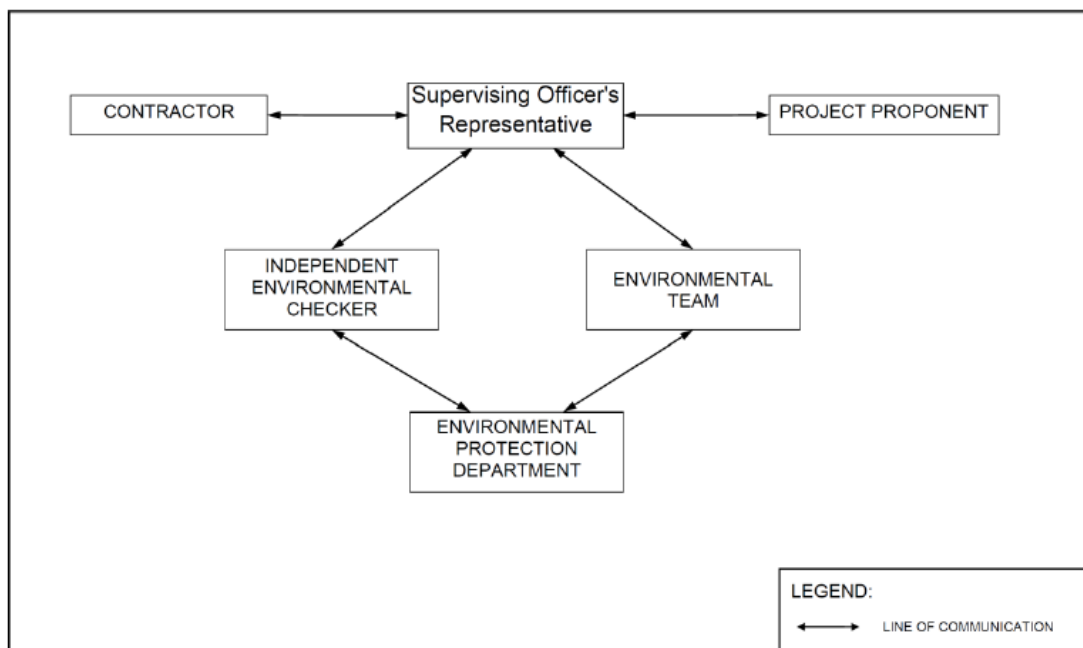 CONTRACTOR
Supervising Officer's
Representative
PROJECT PROPONENT
INDEPENDENT
ENVIRONMENTAL
CHECKER
ENVIRONMENTAL
TEAM
ENVIRONMENTAL
PROTECTION
DEPARTMENT
LEGEND:
LINE OF COMMUNICATION